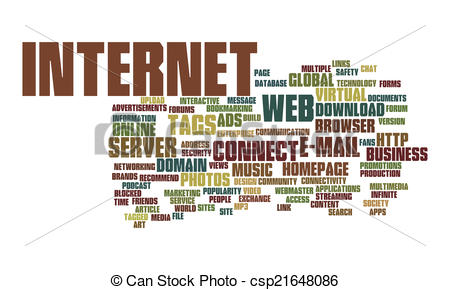 INTERNET
LINKS
MULTIPLE SAFETY CHAT
PAGE GLOBAL
DATABASE TECHNOLOGY FORMS
VIRTUAL
UPLOAD INTERACTIVE MESSAGE DOCUMENTS
ADVERTISEMENTS FORUMS BOOKMARKING WEB DOWNLOAD FORUM
INFORMATION TAGS ADS BUILD VERSION
ONLINE BROWSER
ENTERPRISE COMMUNICATION
SERVER ADDRESS CONNECT E-MAIL FANS HTTP
SECURITY BUSINESS
NETWORKING DOMAIN VIEWS MUSIC HOMEPAGE PROMOTIONS
BRANDS RECOMMEND PHOTOS DESIGN COMMUNITY CONNECTIVITY PRODUCTION
PODCAST
BLOCKED MARKETING POPULARITY VIDEO WEBMASTER APPLICATIONS MULTIMEDIA
TIME FRIENDS SERVICE PEOPLE EXCHANGE ACCESS STREAMING INFINITE
ARTICLE WORLD SITES SITE LINK CONTENT SOCIETY
TAGGED MEDIA FILE MP3 SEARCH APPS
ART
© Can Stock Photo
© Can Stock Photo - csp21648086